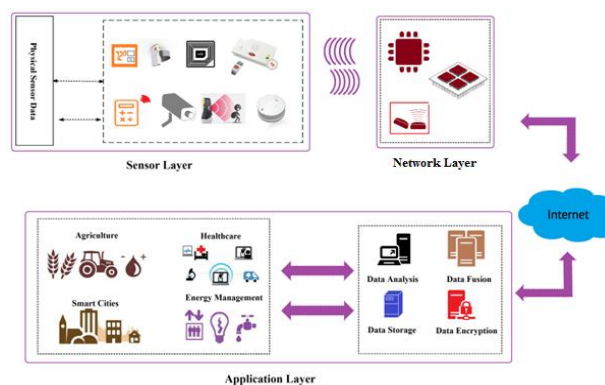 Physical Sensor Data
Sensor Layer
Network Layer
Internet
Agriculture
Healthcare
Smart Cities
Energy Management
Data Analysis
Data Fusion
Data Storage
Data Encryption
Application Layer